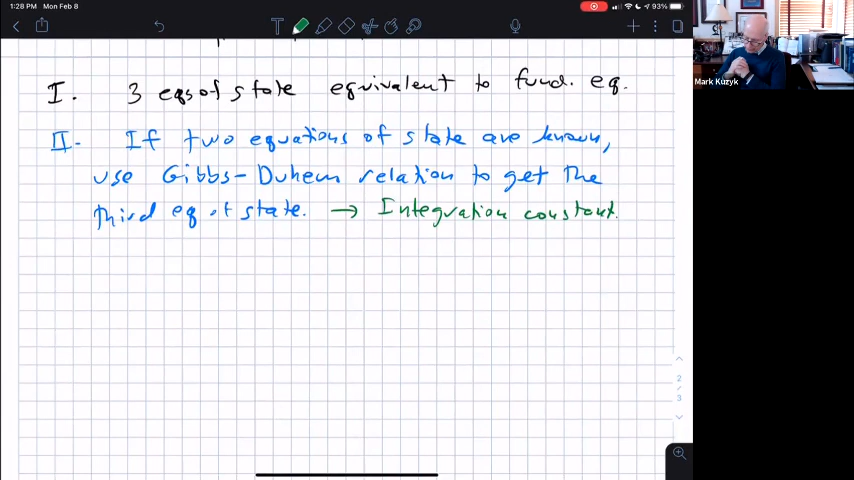 1:28 PM Mon Feb 8
93%
Mark Kuzyk
I. 3 eqs of state equivalent to fund. eq.
II. If two equations of state are known,
use Gibbs-Duhem relation to get the
third eq of state. → Integration constant.
2
3